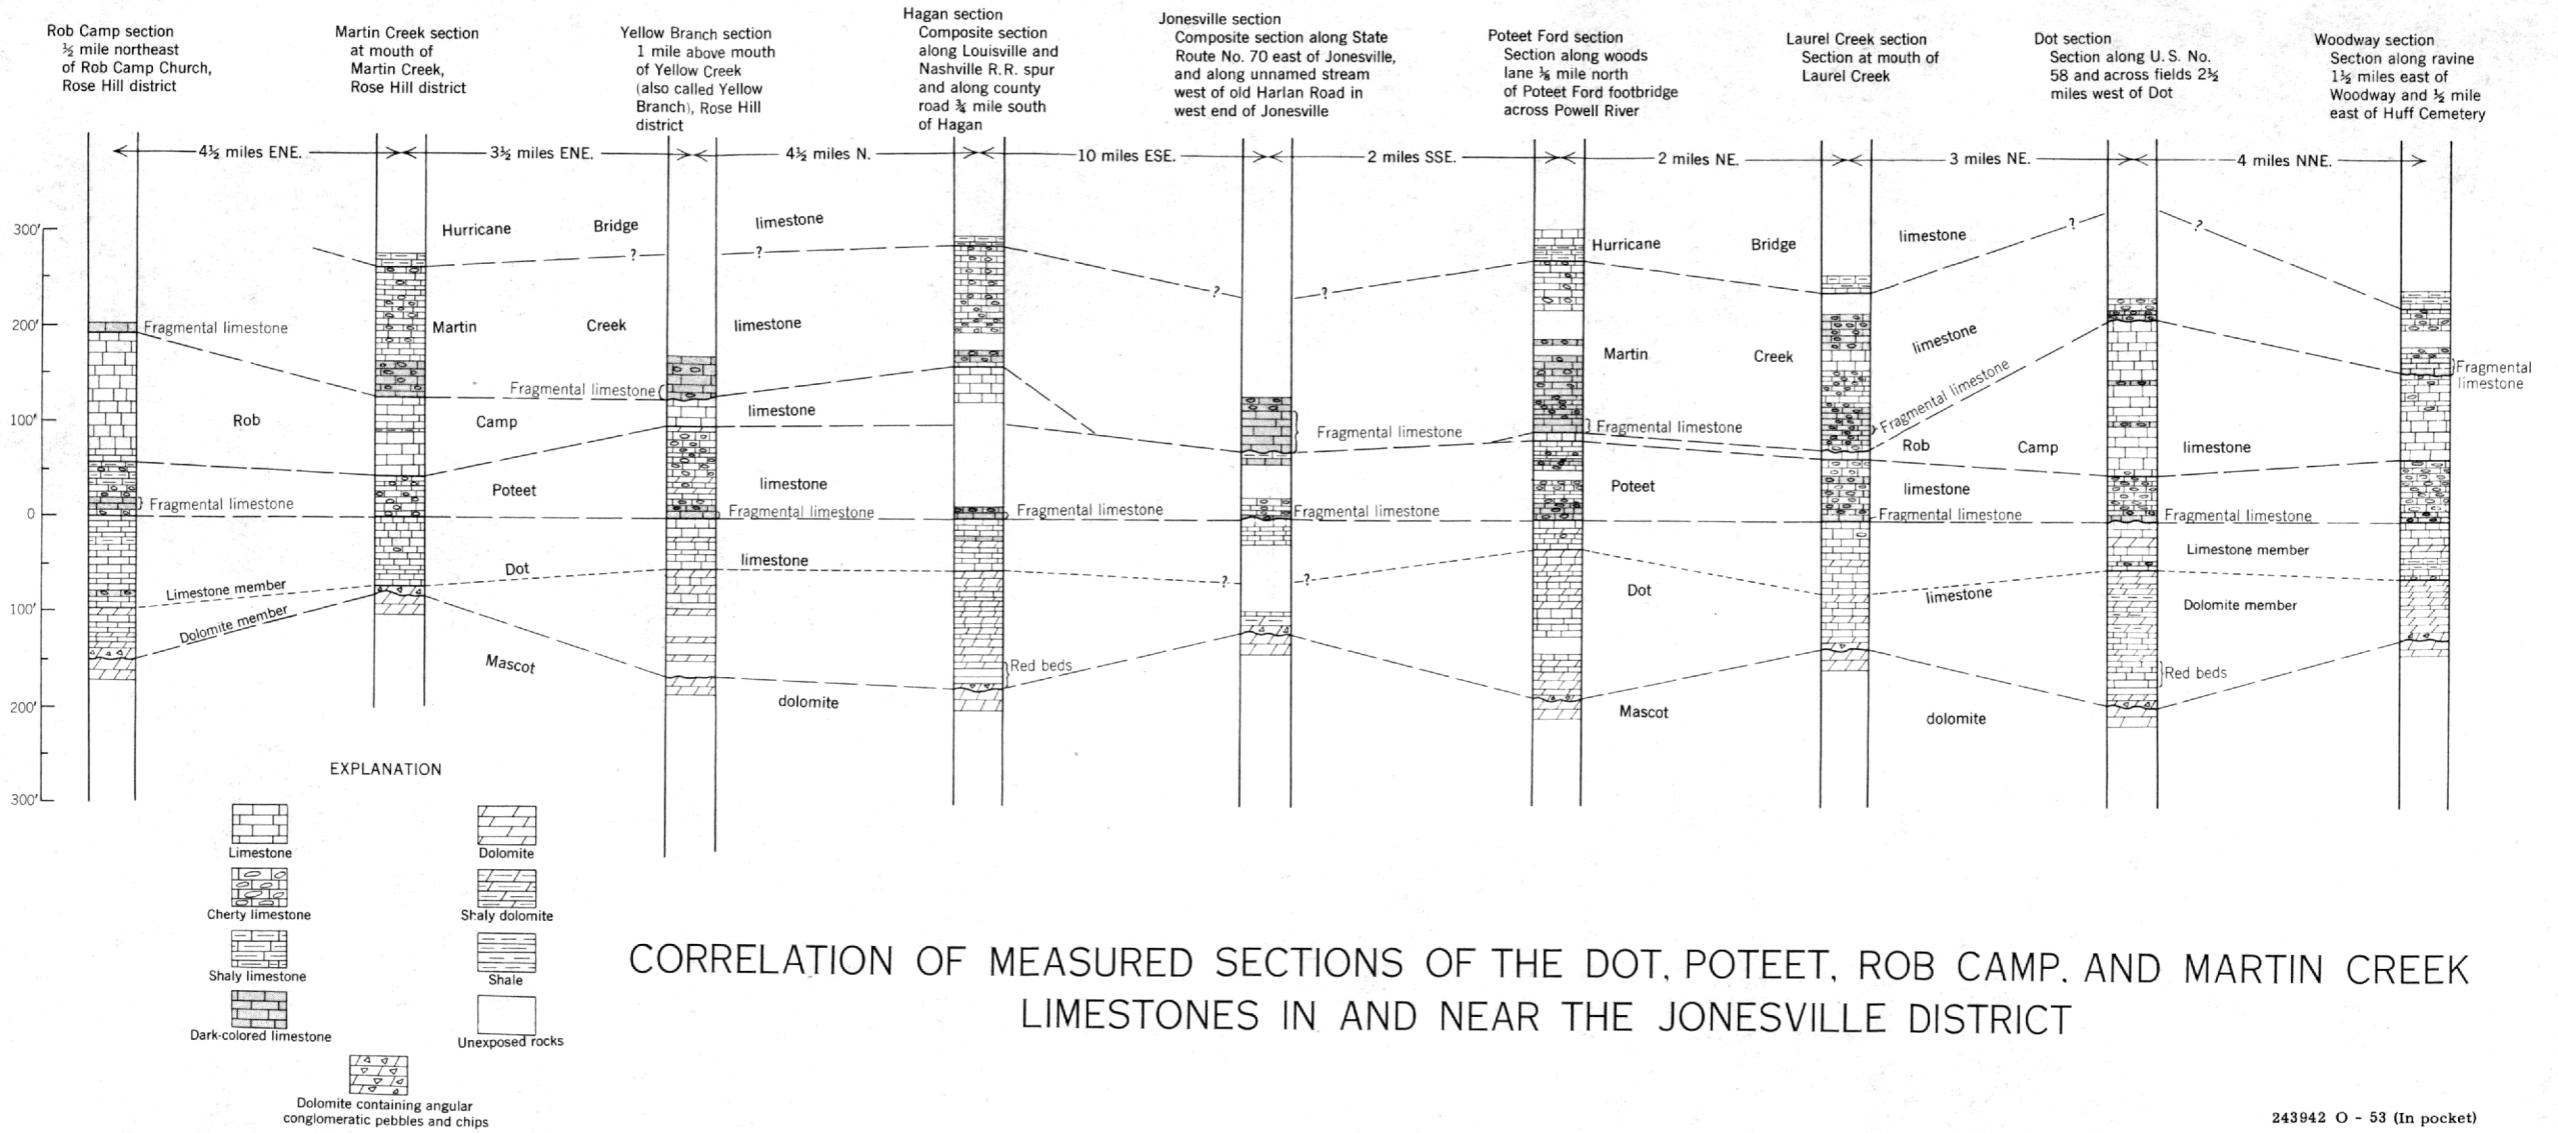 Rob Camp section
½ mile northeast
of Rob Camp Church,
Rose Hill district
Martin Creek section
at mouth of
Martin Creek,
Rose Hill district
Yellow Branch section
1 mile above mouth
of Yellow Creek
(also called Yellow
Branch), Rose Hill
district
Hagan section
Composite section
along Louisville and
Nashville R.R. spur
and along county
road ¾ mile south
of Hagan
Jonesville section
Composite section along State
Route No. 70 east of Jonesville,
and along unnamed stream
west of old Harlan Road in
west end of Jonesville
Poteet Ford section
Section along woods
lane ⅛ mile north
of Poteet Ford footbridge
across Powell River
Laurel Creek section
Section at mouth of
Laurel Creek
Dot section
Section along U.S. No.
58 and across fields 2½
miles west of Dot
Woodway section
Section along ravine
1½ miles east of
Woodway and ½ mile
east of Huff Cemetery
4½ miles ENE.
3½ miles ENE.
4½ miles N.
10 miles ESE.
2 miles SSE.
2 miles NE.
3 miles NE.
4 miles NNE.
300'
200'
100'
0
100'
200'
300'
Hurricane Bridge limestone
? ?
? ?
Hurricane Bridge limestone
? ?
Fragmental limestone
Martin Creek limestone
Martin Creek limestone
Fragmental limestone
Fragmental limestone
Fragmental
limestone
Rob Camp limestone
Fragmental limestone
Fragmental limestone
Rob Camp limestone
Poteet limestone
Poteet limestone
Fragmental limestone
Fragmental limestone
Fragmental limestone
Fragmental limestone
Fragmental limestone
Fragmental limestone
Limestone member
Dot limestone
? ?
Dot limestone
Limestone member
Dolomite member
Dolomite member
Red beds
Red beds
Mascot dolomite
Mascot dolomite
EXPLANATION
Limestone
Dolomite
Cherty limestone
Shaly dolomite
Shaly limestone
Shale
Dark-colored limestone
Unexposed rocks
Dolomite containing angular
conglomeratic pebbles and chips
CORRELATION OF MEASURED SECTIONS OF THE DOT, POTEET, ROB CAMP, AND MARTIN CREEK
LIMESTONES IN AND NEAR THE JONESVILLE DISTRICT
243942 O - 53 (In pocket)